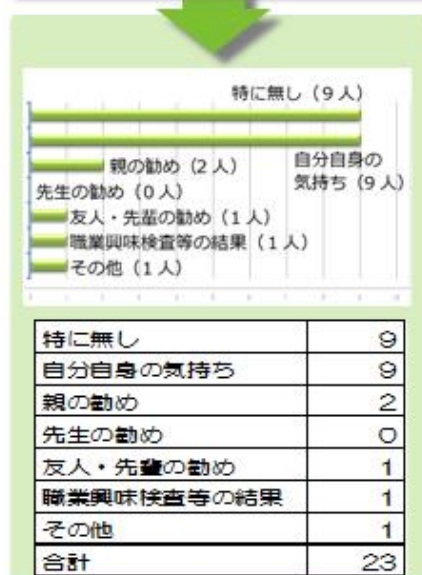 特に無し（9人）
親の勧め（2人）
自分自身の
気持ち（9人）
先生の勧め（0人）
友人・先輩の勧め（1人）
職業興味検査等の結果（1人）
その他（1人）
特に無し 9
自分自身の気持ち 9
親の勧め 2
先生の勧め 0
友人・先輩の勧め 1
職業興味検査等の結果 1
その他 1
合計 23